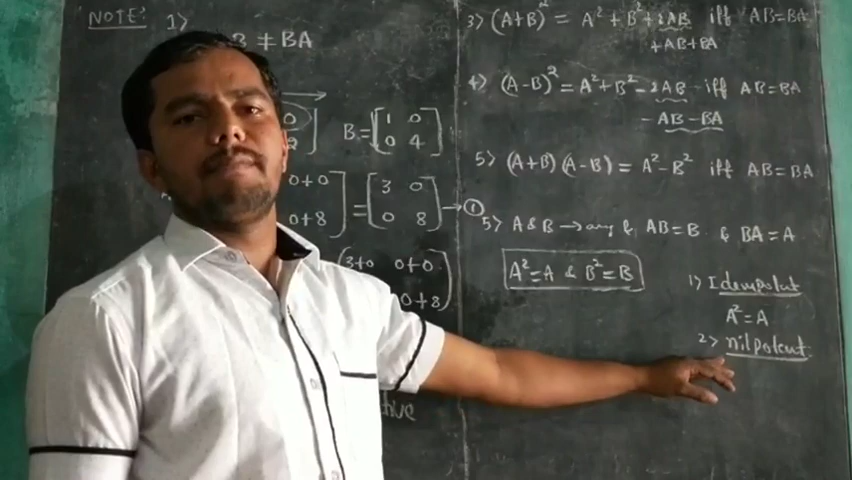 NOTE: 1>
B ≠ BA
B = [1 0
0 4]
0+0
0+8] = [3 0
0 8] → ①
(3+0 0+0
0+8)
3> (A+B)² = A² + B² + 2AB iff AB=BA
+AB+BA
4> (A-B)² = A² + B² - 2AB iff AB=BA
- AB - BA
5> (A+B) (A-B) = A² - B² iff AB=BA
5> A & B → any & AB=B & BA=A
A²=A & B²=B
1> Idempotent
A²=A
2> nilpotent